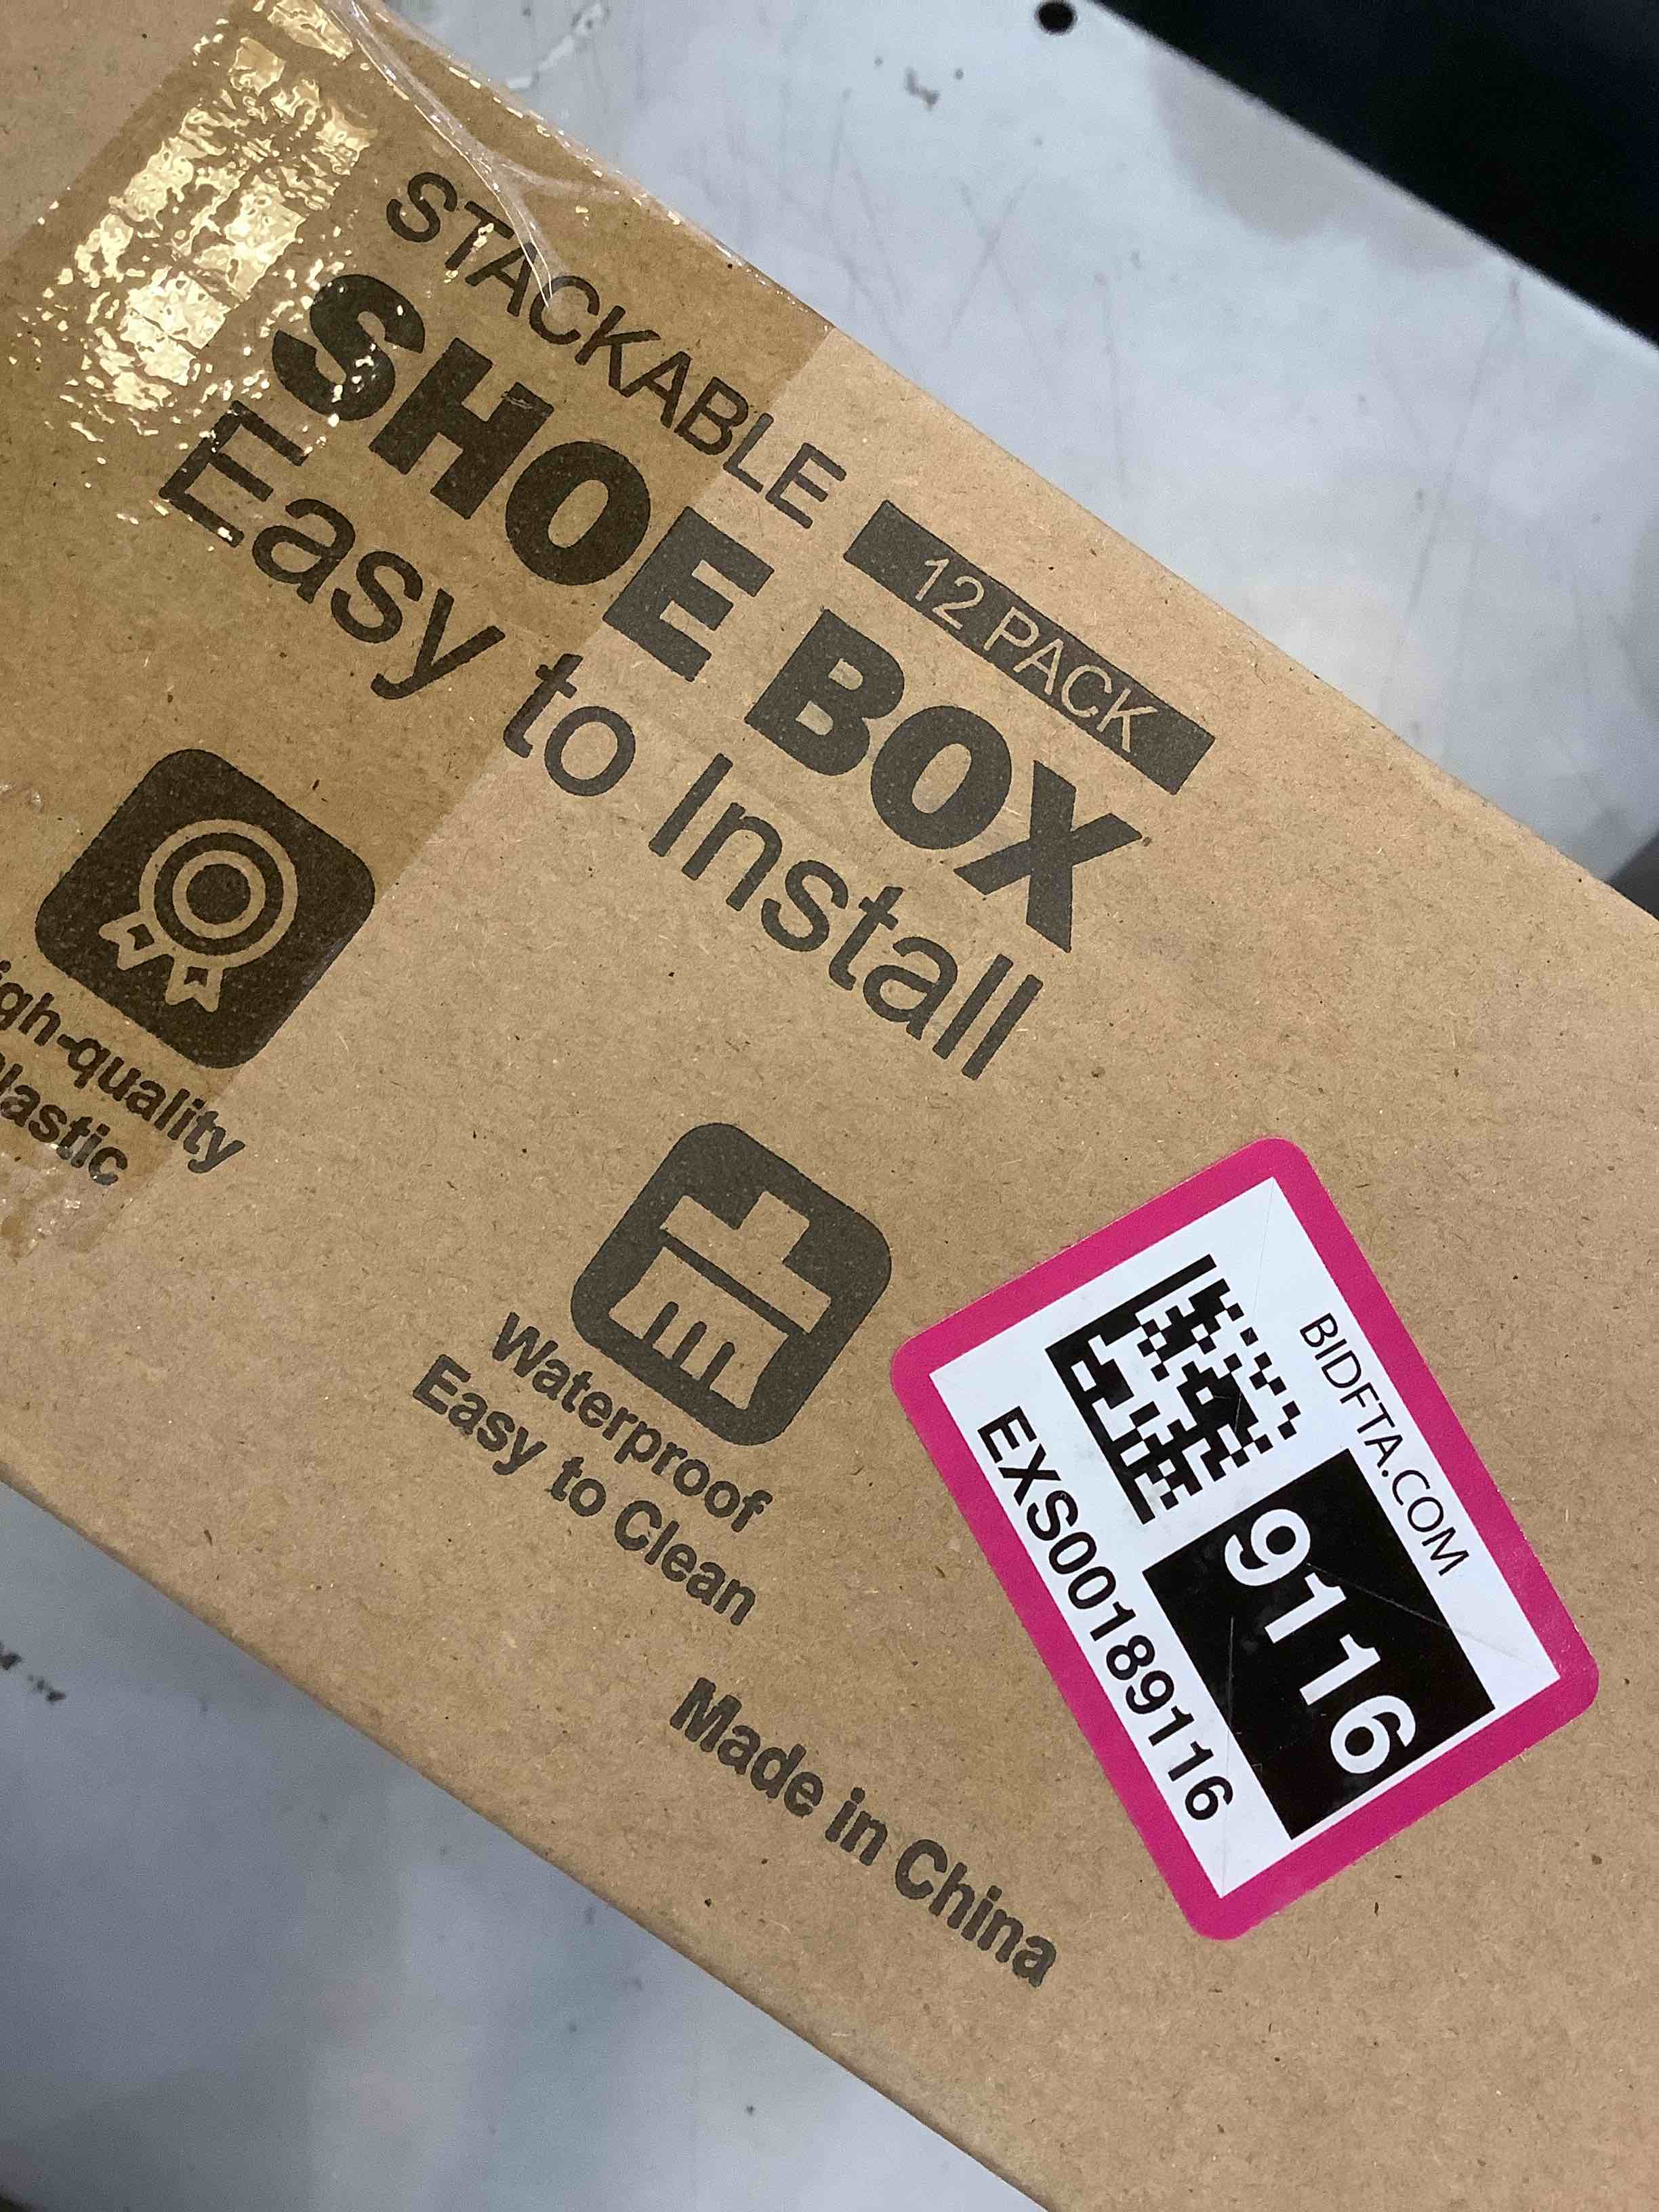 STACKABLE 12 PACK
SHOE BOX
Easy to Install
igh-quality
lastic
Waterproof
Easy to Clean
Made in China
BIDFTA.COM
9116
EXS00189116